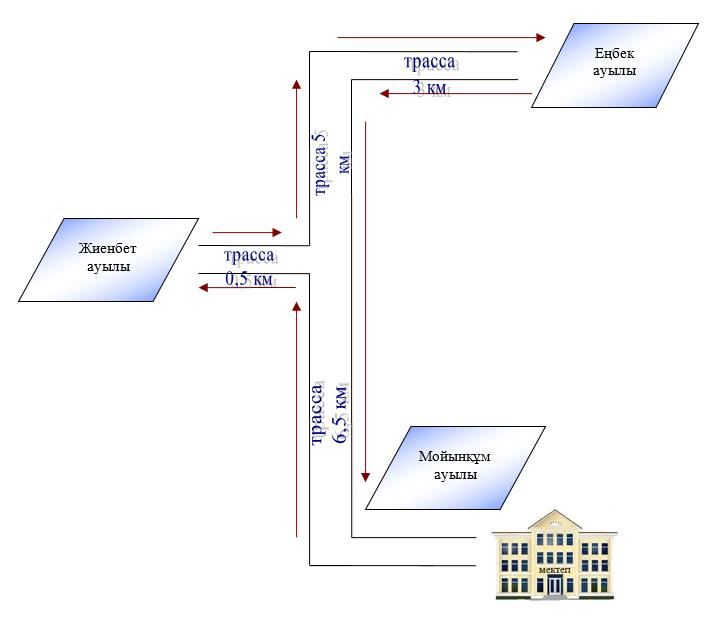 Еңбек
ауылы
трасса
3 км
трасса 5
км
Жиенбет
ауылы
трасса
0,5 км
трасса
6,5 км
Мойынқұм
ауылы
мектеп